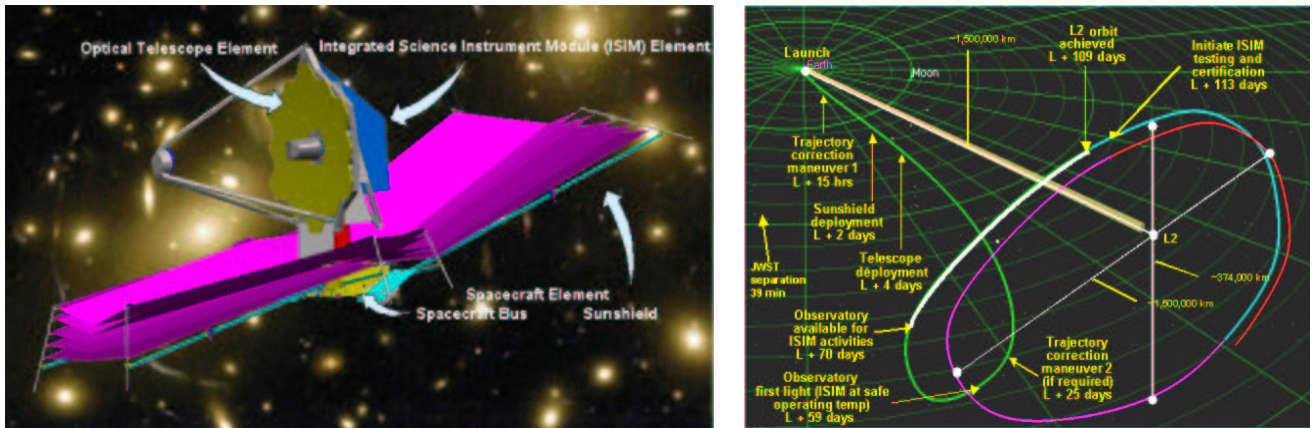 Optical Telescope Element
Integrated Science Instrument Module (ISIM) Element
Spacecraft Element
Spacecraft Bus
Sunshield
Launch
Earth
Moon
~1,500,000 km
L2 orbit
achieved
L + 109 days
Initiate ISIM
testing and
certification
L + 113 days
Trajectory
correction
maneuver 1
L + 15 hrs
Sunshield
deployment
L + 2 days
Telescope
deployment
L + 4 days
JWST
separation
39 min
L2
~374,000 km
~1,500,000 km
Observatory
available for
ISIM activities
L + 70 days
Trajectory
correction
maneuver 2
(if required)
L + 25 days
Observatory
first light (ISIM at safe
operating temp)
L + 59 days